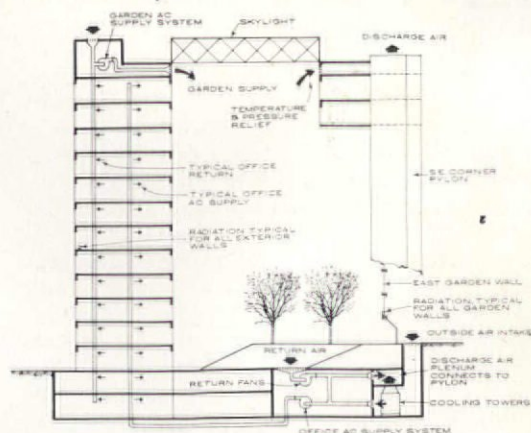 GARDEN AC
SUPPLY SYSTEM
SKYLIGHT
DISCHARGE AIR
GARDEN SUPPLY
TEMPERATURE
& PRESSURE
RELIEF
TYPICAL OFFICE
RETURN
TYPICAL OFFICE
AC SUPPLY
S.E. CORNER
PYLON
RADIATION TYPICAL
FOR ALL EXTERIOR
WALLS
EAST GARDEN WALL
RADIATION, TYPICAL
FOR ALL GARDEN
WALLS
OUTSIDE AIR INTAKE
RETURN AIR
DISCHARGE AIR
PLENUM
CONNECTS TO
PYLON
RETURN FANS
COOLING TOWERS
OFFICE AC SUPPLY SYSTEM